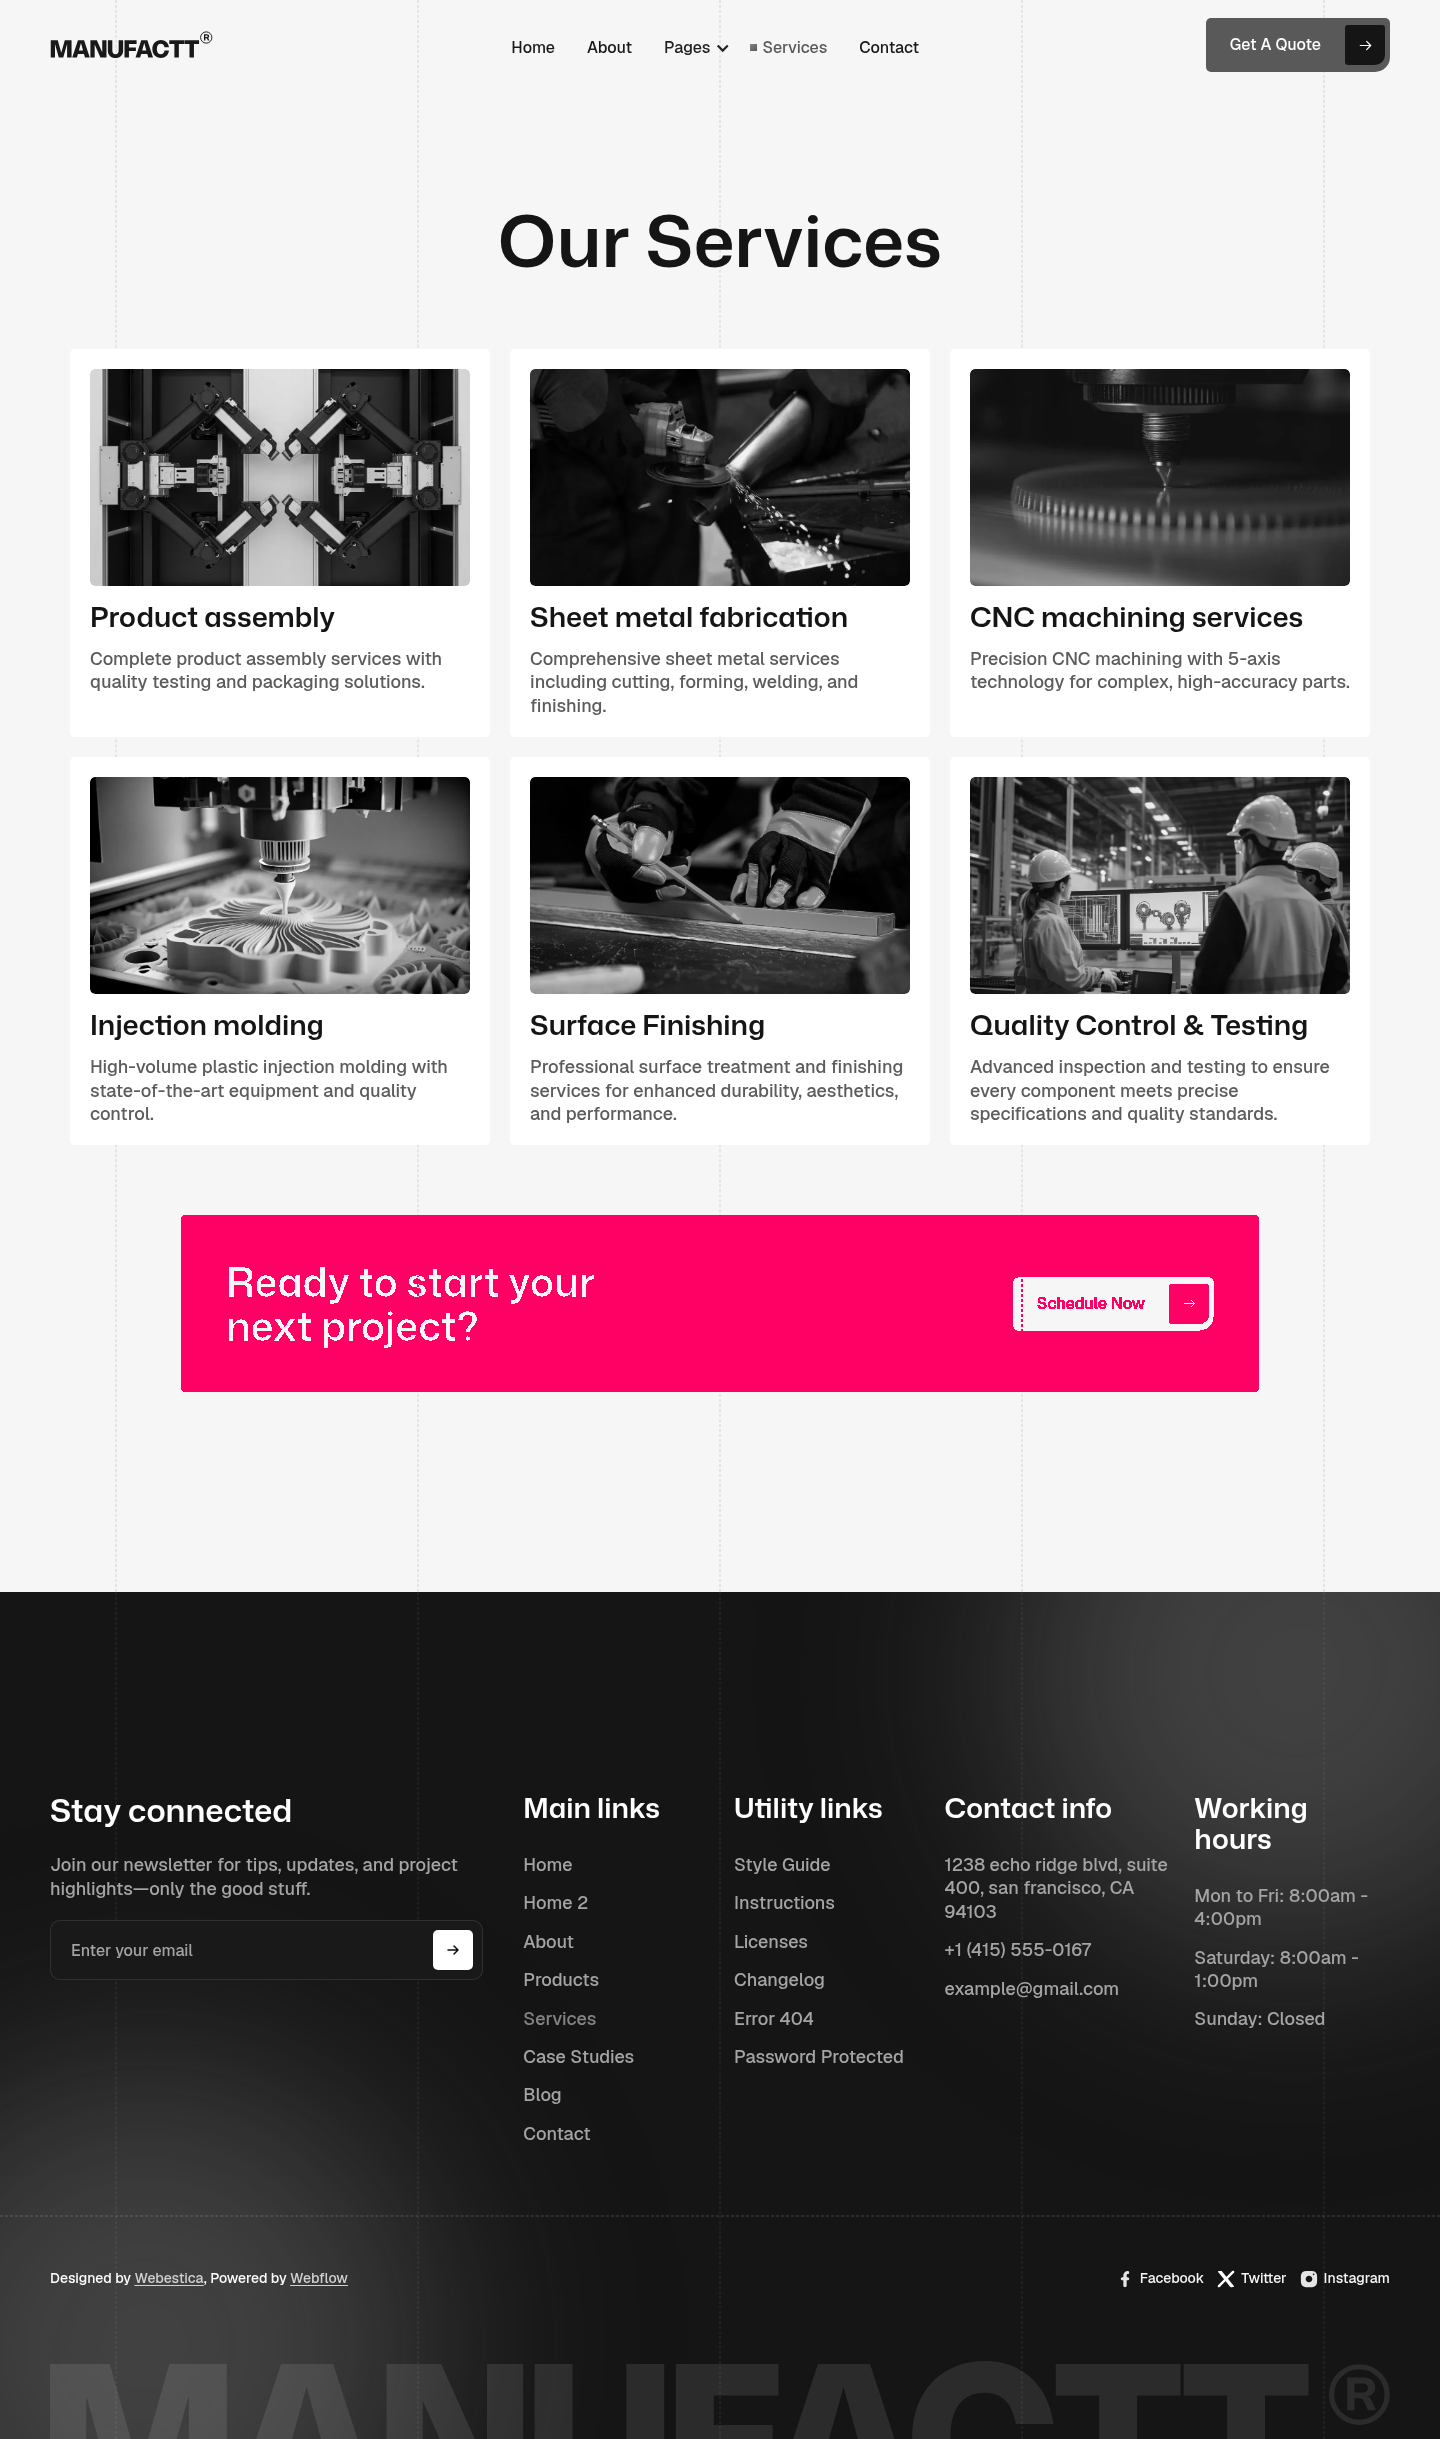 MANUFACTT®
Home About Pages Services Contact
Get A Quote
Our Services
Product assembly
Complete product assembly services with
quality testing and packaging solutions.
Sheet metal fabrication
Comprehensive sheet metal services
including cutting, forming, welding, and
finishing.
CNC machining services
Precision CNC machining with 5-axis
technology for complex, high-accuracy parts.
Injection molding
High-volume plastic injection molding with
state-of-the-art equipment and quality
control.
Surface Finishing
Professional surface treatment and finishing
services for enhanced durability, aesthetics,
and performance.
Quality Control & Testing
Advanced inspection and testing to ensure
every component meets precise
specifications and quality standards.
Ready to start your
next project?
Schedule Now
Stay connected
Join our newsletter for tips, updates, and project
highlights—only the good stuff.
Enter your email
Main links
Home
Home 2
About
Products
Services
Case Studies
Blog
Contact
Utility links
Style Guide
Instructions
Licenses
Changelog
Error 404
Password Protected
Contact info
1238 echo ridge blvd, suite
400, san francisco, CA
94103
+1 (415) 555-0167
example@gmail.com
Working
hours
Mon to Fri: 8:00am -
4:00pm
Saturday: 8:00am -
1:00pm
Sunday: Closed
Designed by Webestica, Powered by Webflow
Facebook Twitter Instagram
MANUFACTT®